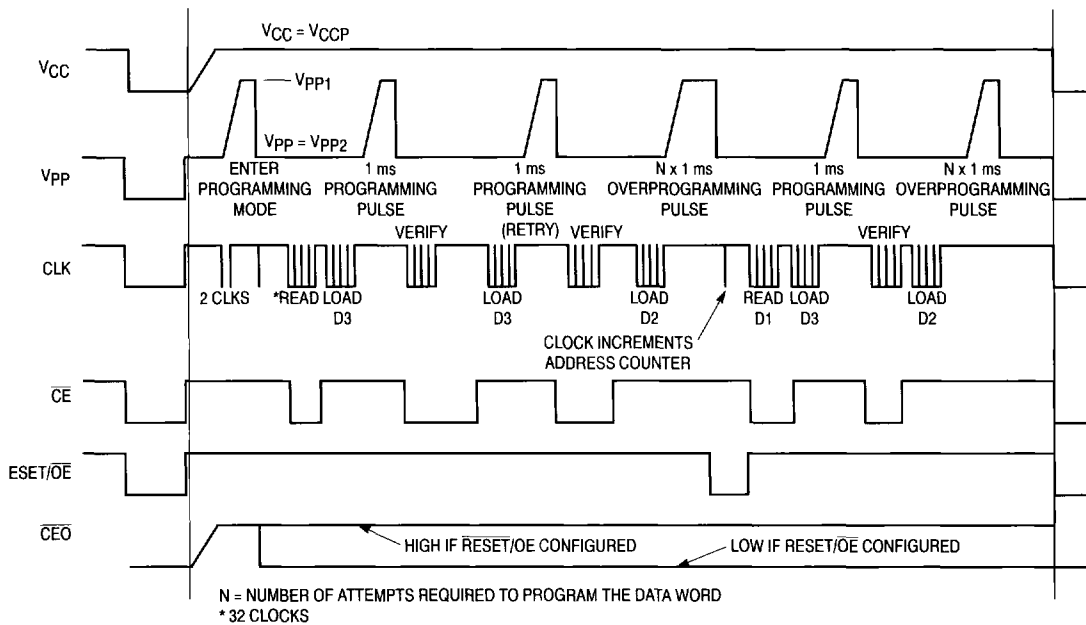 VCC = VCCP
VCC
VPP1
VPP = VPP2
VPP
ENTER
PROGRAMMING
MODE
1 ms
PROGRAMMING
PULSE
1 ms
PROGRAMMING
PULSE
(RETRY)
N x 1 ms
OVERPROGRAMMING
PULSE
1 ms
PROGRAMMING
PULSE
N x 1 ms
OVERPROGRAMMING
PULSE
VERIFY
VERIFY
VERIFY
CLK
2 CLKS
*READ
LOAD
D3
LOAD
D3
LOAD
D2
READ
D1
LOAD
D3
LOAD
D2
CLOCK INCREMENTS
ADDRESS COUNTER
CE
ESET/OE
CEO
HIGH IF RESET/OE CONFIGURED
LOW IF RESET/OE CONFIGURED
N = NUMBER OF ATTEMPTS REQUIRED TO PROGRAM THE DATA WORD
* 32 CLOCKS